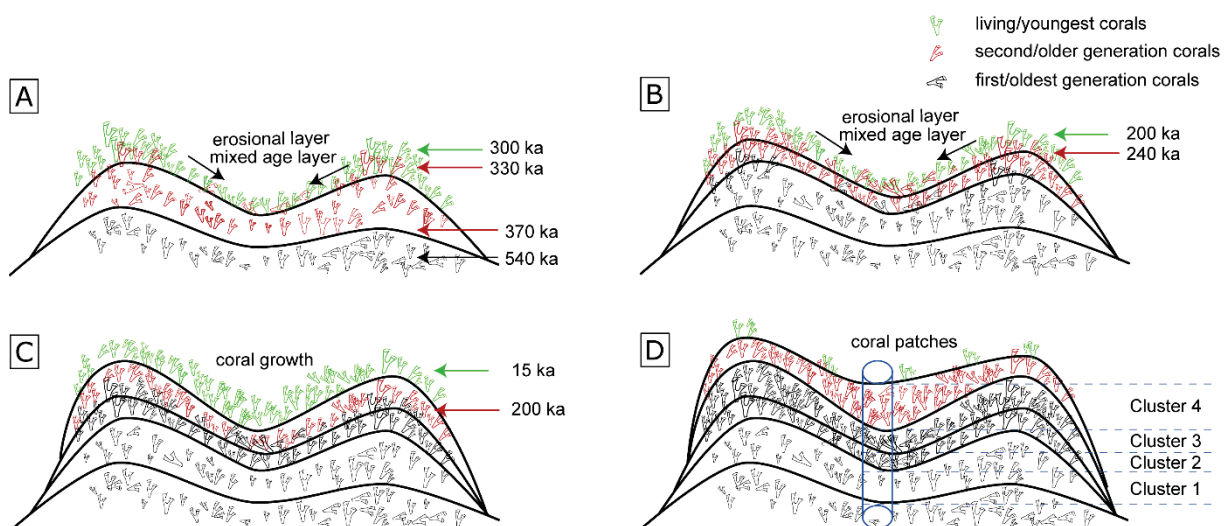 living/youngest corals
second/older generation corals
first/oldest generation corals
A
erosional layer
mixed age layer
300 ka
330 ka
370 ka
540 ka
B
erosional layer
mixed age layer
200 ka
240 ka
C
coral growth
15 ka
200 ka
D
coral patches
Cluster 4
Cluster 3
Cluster 2
Cluster 1